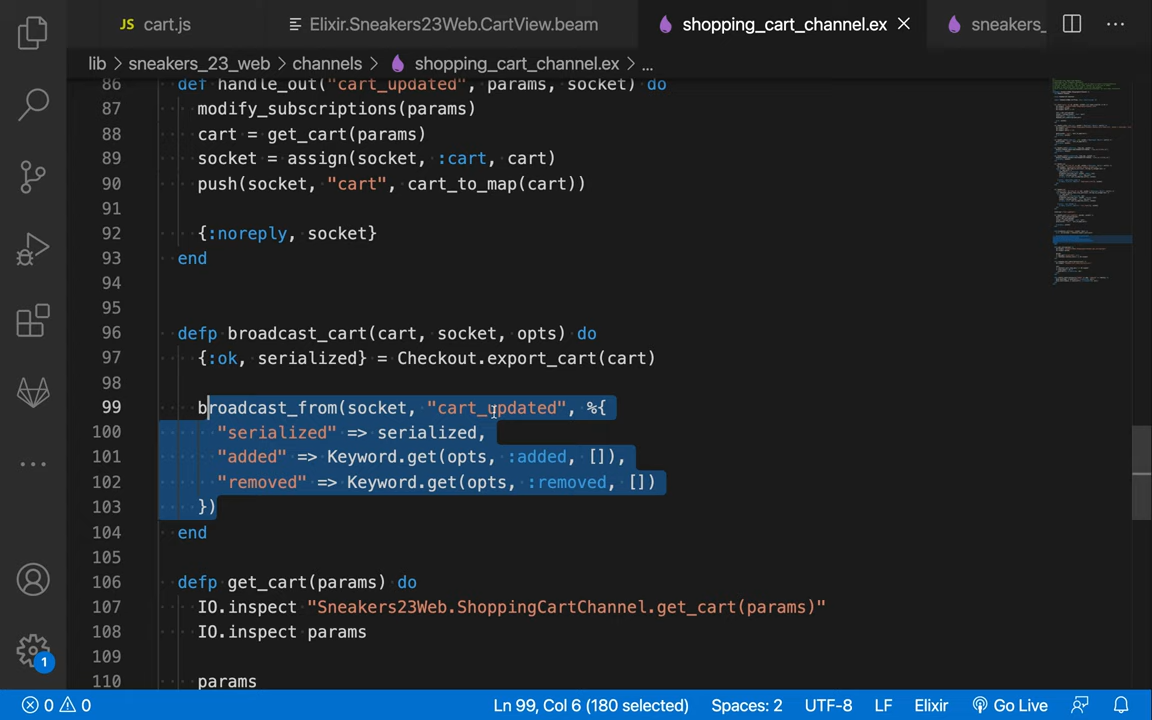 JS cart.js
Elixir.Sneakers23Web.CartView.beam
shopping_cart_channel.ex
sneakers_
lib > sneakers_23_web > channels > shopping_cart_channel.ex > ...
86 def handle_out("cart_updated", params, socket) do
87 modify_subscriptions(params)
88 cart = get_cart(params)
89 socket = assign(socket, :cart, cart)
90 push(socket, "cart", cart_to_map(cart))
91
92 {:noreply, socket}
93 end
94
95
96 defp broadcast_cart(cart, socket, opts) do
97 {:ok, serialized} = Checkout.export_cart(cart)
98
99 broadcast_from(socket, "cart_updated", %{
100 "serialized" => serialized,
101 "added" => Keyword.get(opts, :added, []),
102 "removed" => Keyword.get(opts, :removed, [])
103 })
104 end
105
106 defp get_cart(params) do
107 IO.inspect "Sneakers23Web.ShoppingCartChannel.get_cart(params)"
108 IO.inspect params
109
110 params
1
0 0 Ln 99, Col 6 (180 selected) Spaces: 2 UTF-8 LF Elixir Go Live